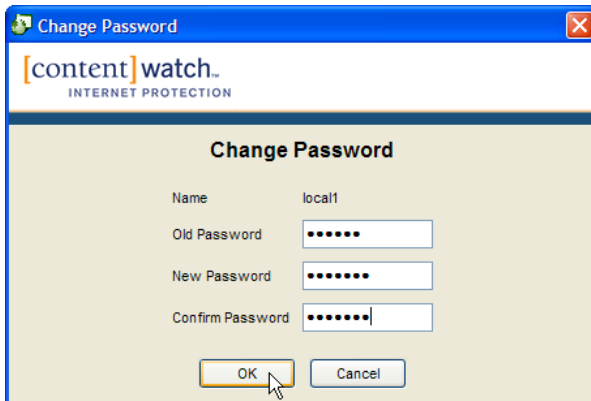 Change Password
[content]watch™
INTERNET PROTECTION
Change Password
Name local1
Old Password ••••••
New Password •••••••
Confirm Password •••••••
OK Cancel